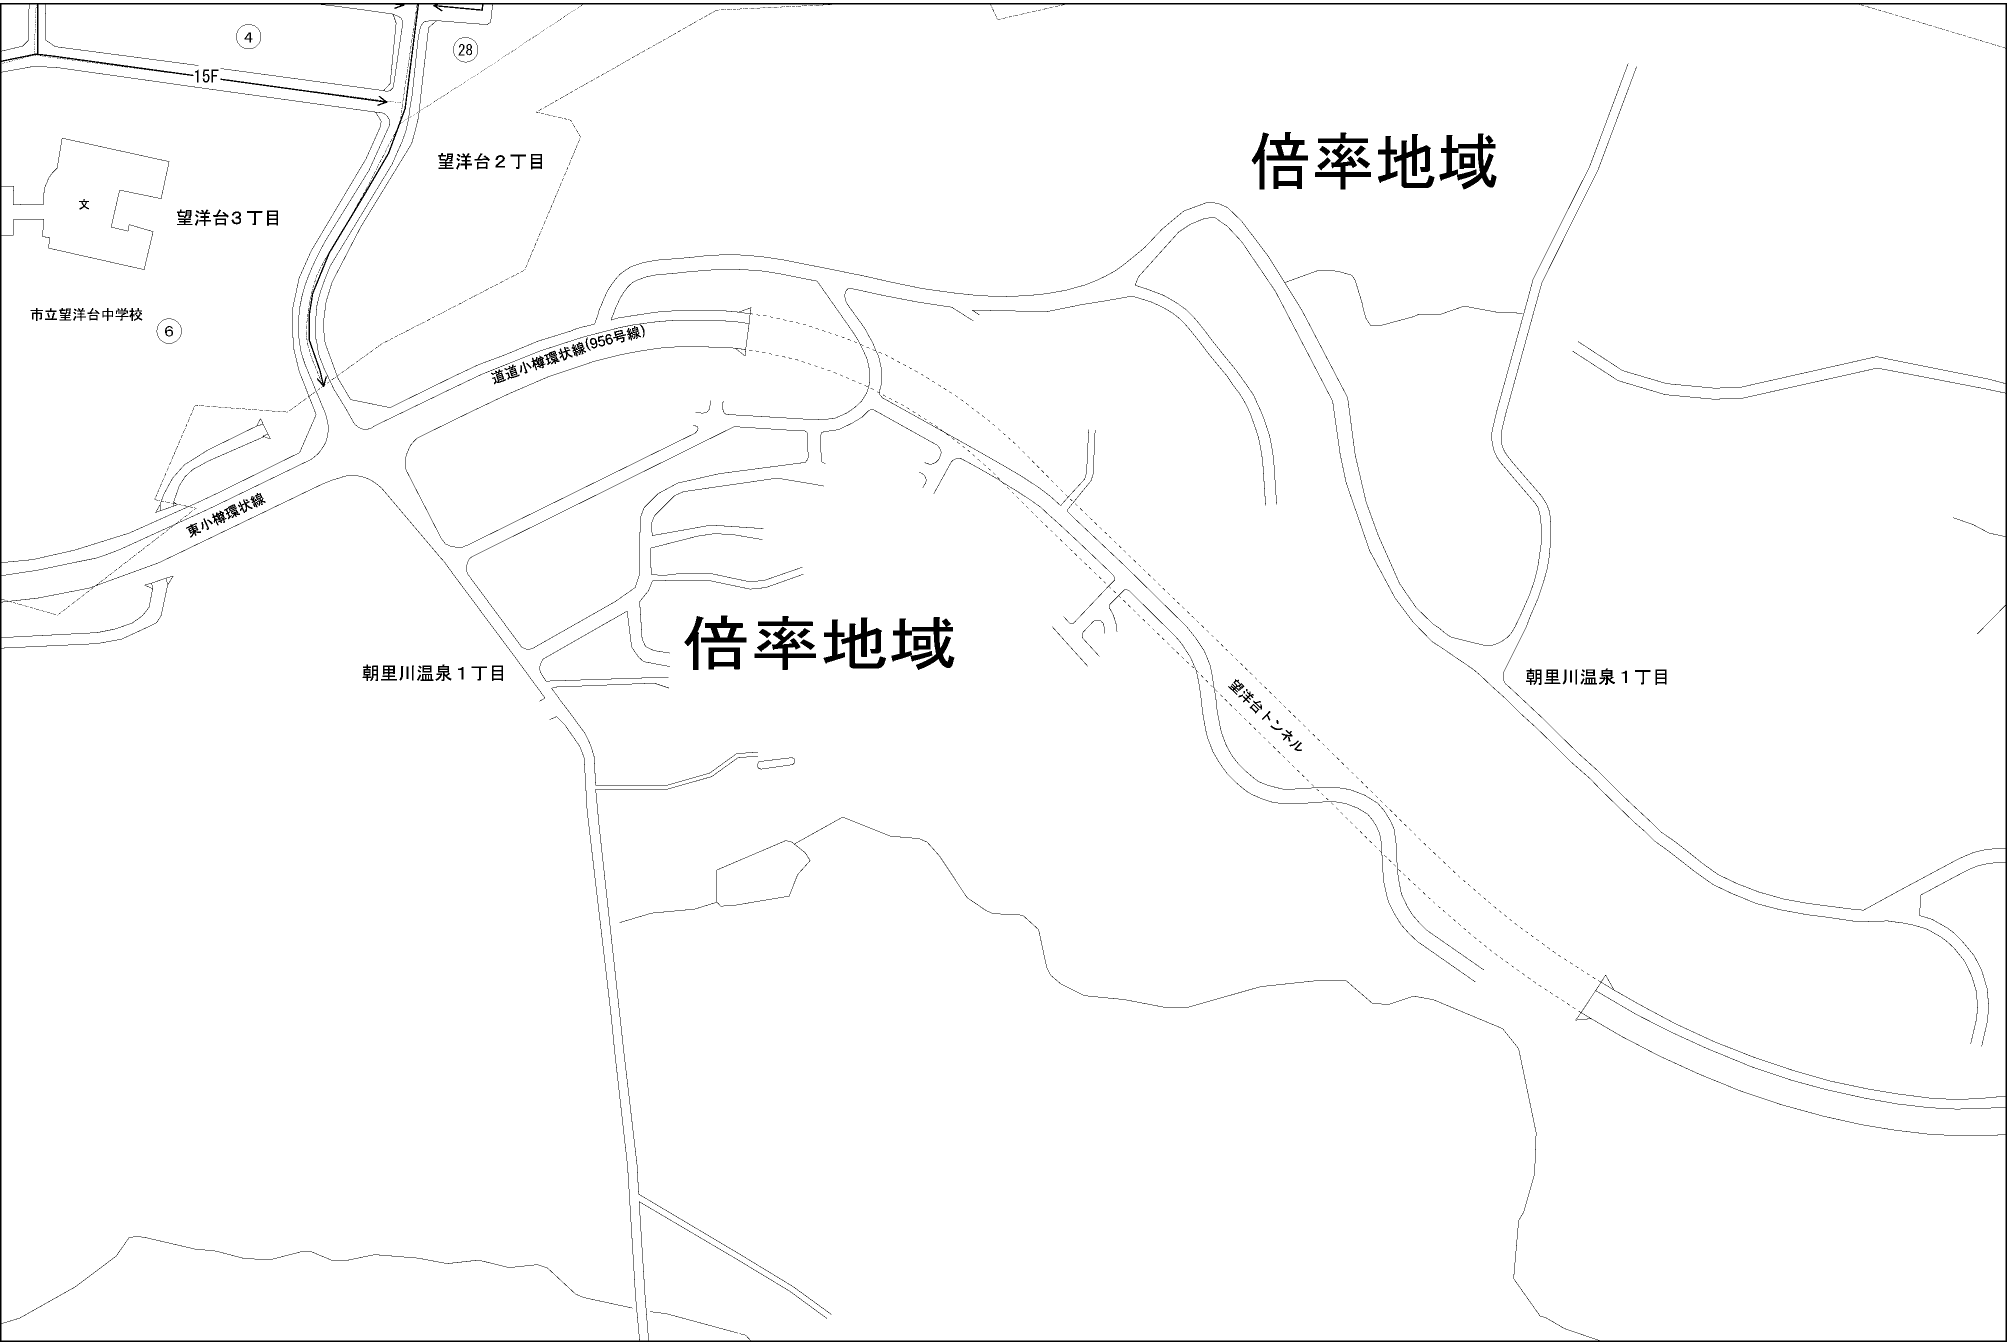 4
28
15F
倍率地域
望洋台２丁目
文
望洋台３丁目
市立望洋台中学校
6
道道小樽環状線(956号線)
東小樽環状線
倍率地域
朝里川温泉１丁目
朝里川温泉１丁目
望洋台トンネル